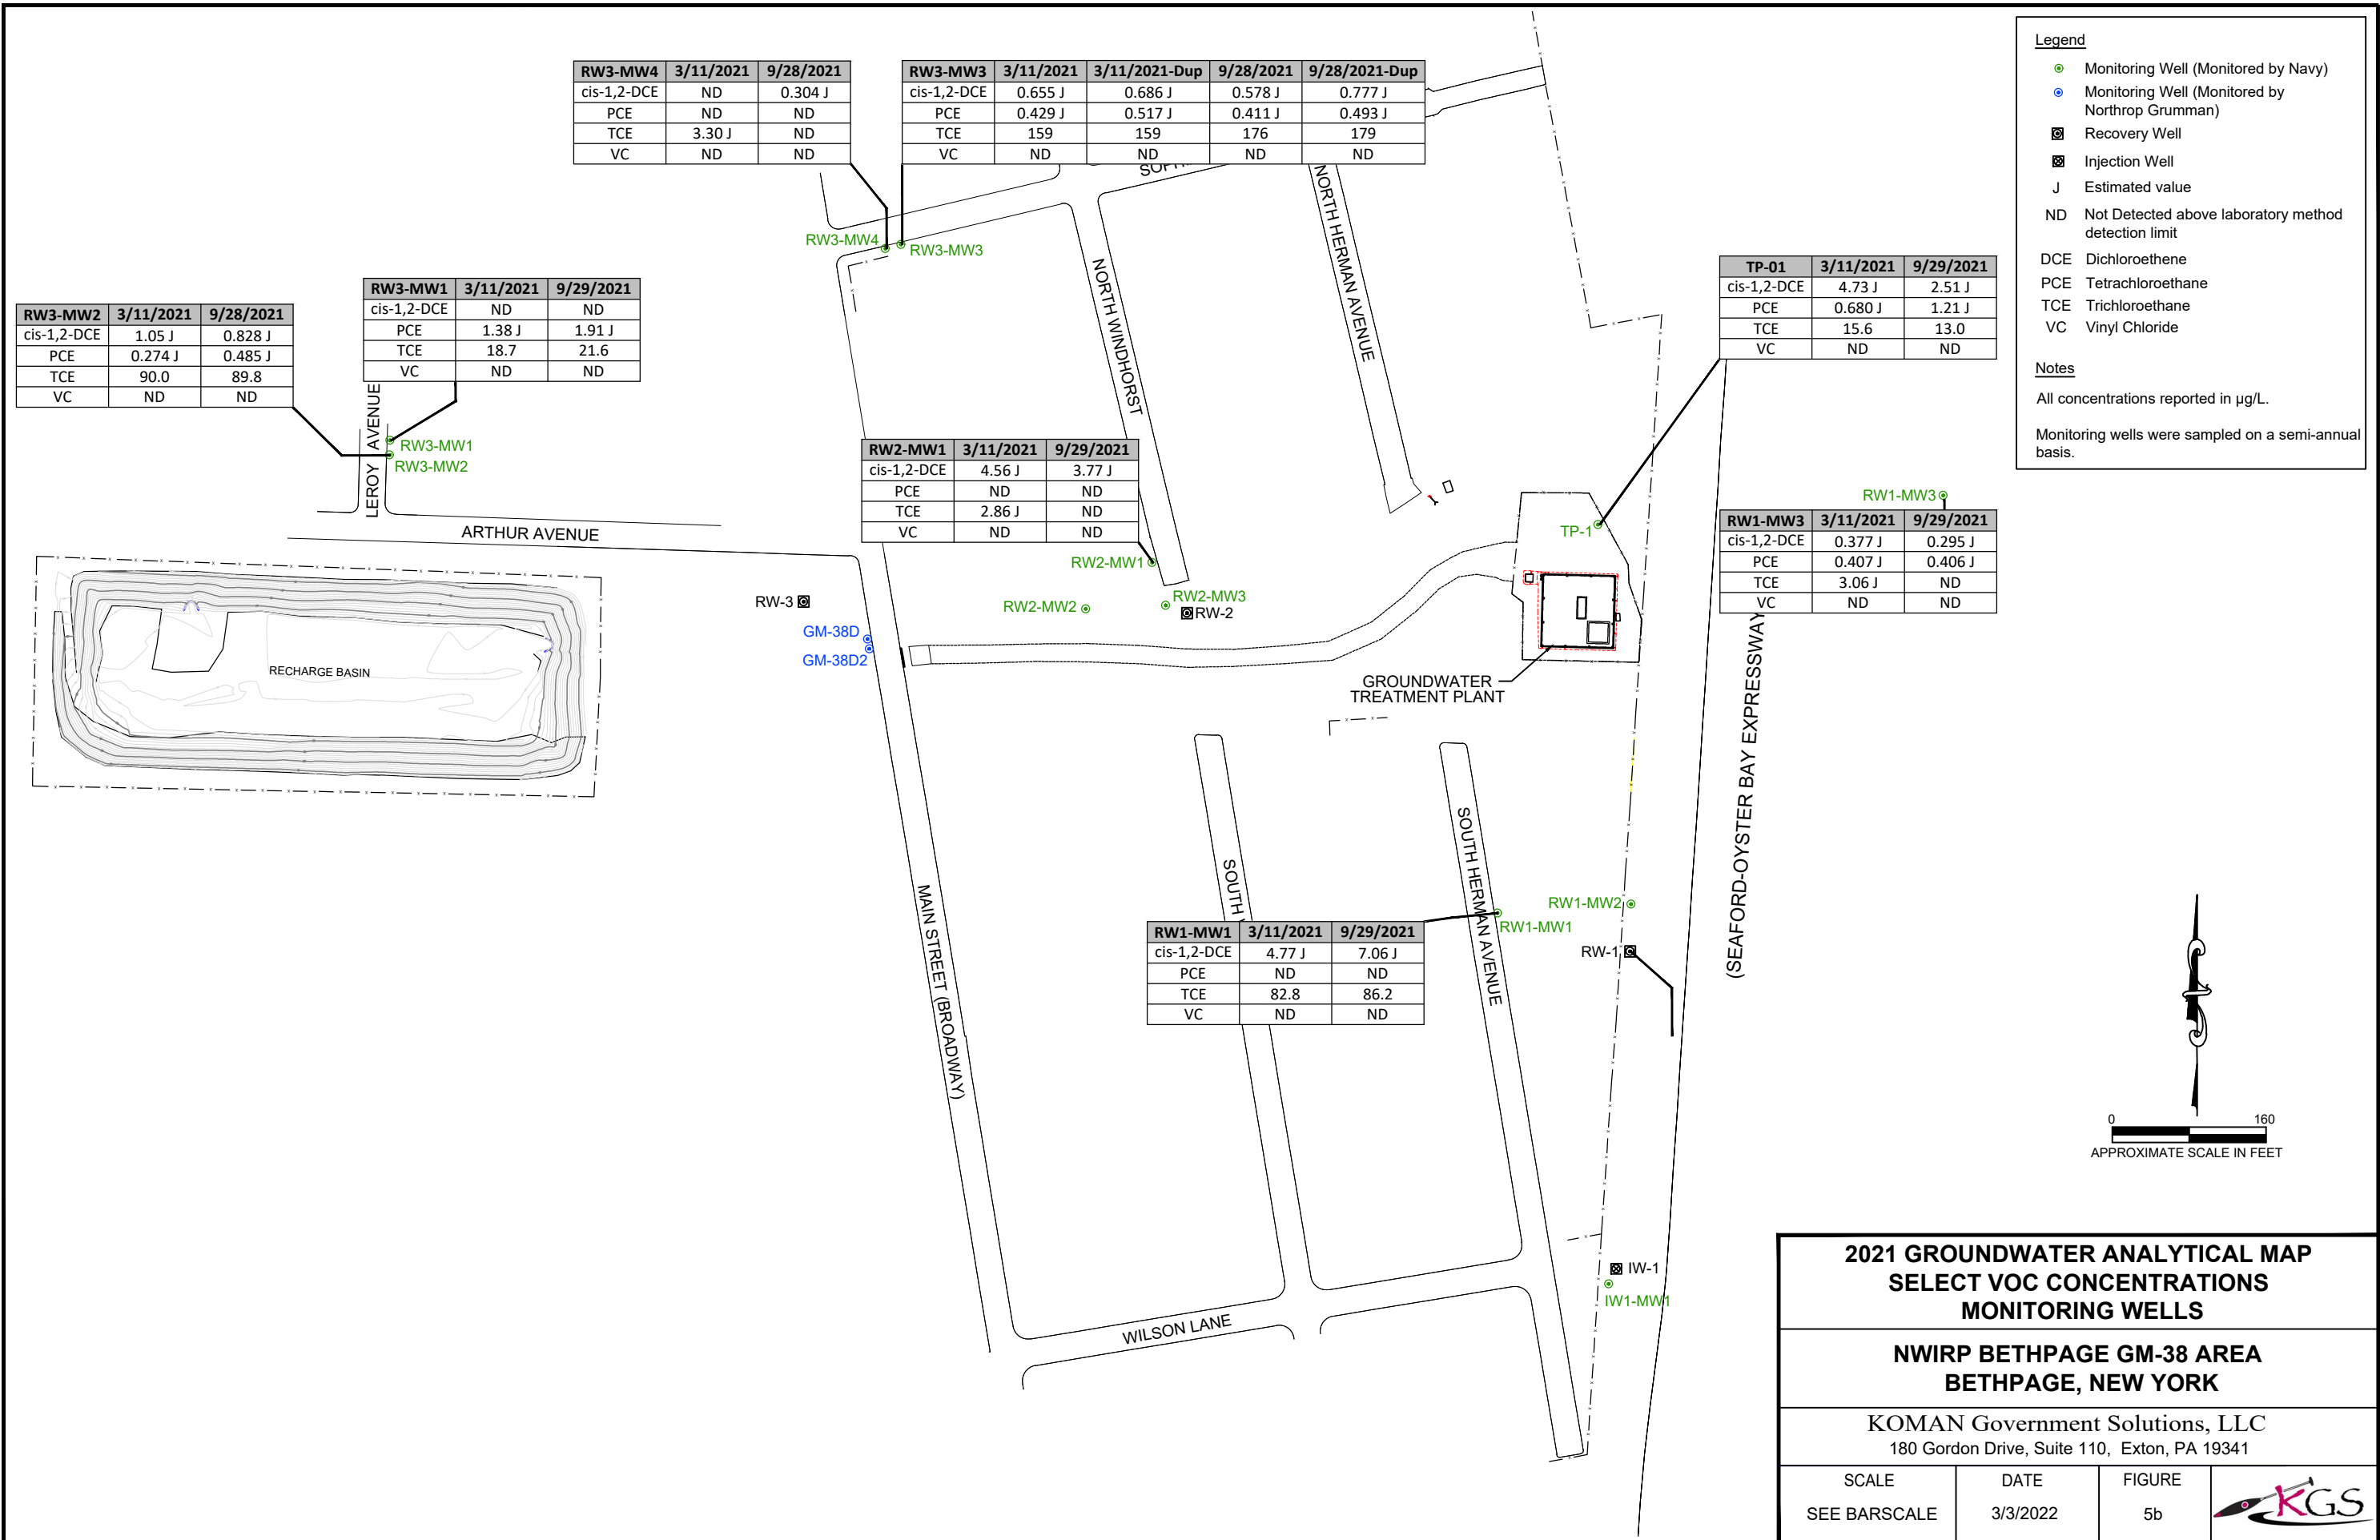 RW3-MW4 3/11/2021 9/28/2021
cis-1,2-DCE ND 0.304 J
PCE ND ND
TCE 3.30 J ND
VC ND ND
RW3-MW3 3/11/2021 3/11/2021-Dup 9/28/2021 9/28/2021-Dup
cis-1,2-DCE 0.655 J 0.686 J 0.578 J 0.777 J
PCE 0.429 J 0.517 J 0.411 J 0.493 J
TCE 159 159 176 179
VC ND ND ND ND
Legend
Monitoring Well (Monitored by Navy)
Monitoring Well (Monitored by
Northrop Grumman)
Recovery Well
Injection Well
J Estimated value
ND Not Detected above laboratory method
detection limit
DCE Dichloroethene
PCE Tetrachloroethane
TCE Trichloroethane
VC Vinyl Chloride
Notes
All concentrations reported in µg/L.
Monitoring wells were sampled on a semi-annual
basis.
NORTH HERMAN AVENUE
NORTH WINDHORST
RW3-MW4
RW3-MW3
TP-01 3/11/2021 9/29/2021
cis-1,2-DCE 4.73 J 2.51 J
PCE 0.680 J 1.21 J
TCE 15.6 13.0
VC ND ND
RW3-MW1 3/11/2021 9/29/2021
cis-1,2-DCE ND ND
PCE 1.38 J 1.91 J
TCE 18.7 21.6
VC ND ND
RW3-MW2 3/11/2021 9/28/2021
cis-1,2-DCE 1.05 J 0.828 J
PCE 0.274 J 0.485 J
TCE 90.0 89.8
VC ND ND
LEROY AVENUE
RW3-MW1
RW3-MW2
RW2-MW1 3/11/2021 9/29/2021
cis-1,2-DCE 4.56 J 3.77 J
PCE ND ND
TCE 2.86 J ND
VC ND ND
RW1-MW3
RW1-MW3 3/11/2021 9/29/2021
cis-1,2-DCE 0.377 J 0.295 J
PCE 0.407 J 0.406 J
TCE 3.06 J ND
VC ND ND
ARTHUR AVENUE
TP-1
RW2-MW1
RW2-MW2
RW2-MW3
RW-2
RW-3
GM-38D
GM-38D2
RECHARGE BASIN
GROUNDWATER
TREATMENT PLANT
(SEAFORD-OYSTER BAY EXPRESSWAY)
SOUTH
SOUTH HERMAN AVENUE
MAIN STREET (BROADWAY)
RW1-MW2
RW1-MW1
RW-1
RW1-MW1 3/11/2021 9/29/2021
cis-1,2-DCE 4.77 J 7.06 J
PCE ND ND
TCE 82.8 86.2
VC ND ND
0 160
APPROXIMATE SCALE IN FEET
IW-1
IW1-MW1
WILSON LANE
2021 GROUNDWATER ANALYTICAL MAP
SELECT VOC CONCENTRATIONS
MONITORING WELLS
NWIRP BETHPAGE GM-38 AREA
BETHPAGE, NEW YORK
KOMAN Government Solutions, LLC
180 Gordon Drive, Suite 110, Exton, PA 19341
SCALE DATE FIGURE
SEE BARSCALE 3/3/2022 5b
KGS